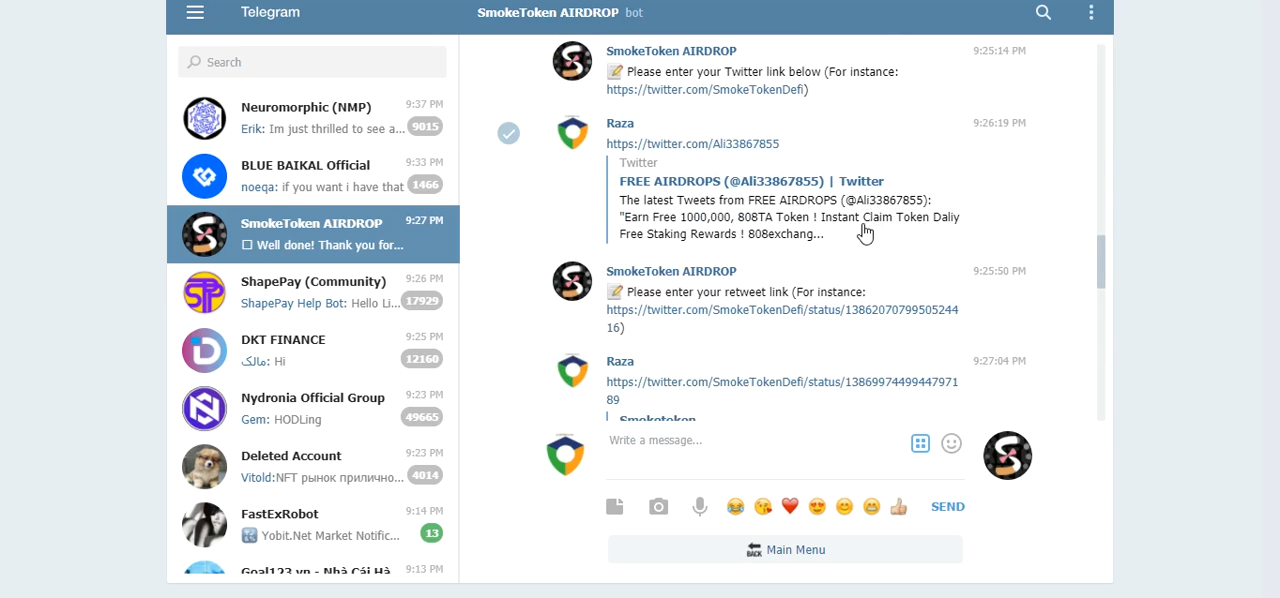 Telegram
SmokeToken AIRDROP bot
Search
Neuromorphic (NMP) 9:37 PM
Erik: Im just thrilled to see a... 9015
BLUE BAIKAL Official 9:33 PM
noeqa: if you want i have that 1466
SmokeToken AIRDROP 9:27 PM
Well done! Thank you for...
ShapePay (Community) 9:26 PM
ShapePay Help Bot: Hello Li... 17929
DKT FINANCE 9:25 PM
مالک: Hi 12160
Nydronia Official Group 9:23 PM
Gem: HODLing 49665
Deleted Account 9:23 PM
Vitold: NFT рынок прилично... 4014
FastExRobot 9:14 PM
Yobit.Net Market Notific... 13
Goal123.vn - Nhà Cái Hà 9:13 PM
SmokeToken AIRDROP 9:25:14 PM
Please enter your Twitter link below (For instance:
https://twitter.com/SmokeTokenDefi)
Raza 9:26:19 PM
https://twitter.com/Ali33867855
Twitter
FREE AIRDROPS (@Ali33867855) | Twitter
The latest Tweets from FREE AIRDROPS (@Ali33867855):
"Earn Free 1000,000, 808TA Token ! Instant Claim Token Daliy
Free Staking Rewards ! 808exchang...
SmokeToken AIRDROP 9:25:50 PM
Please enter your retweet link (For instance:
https://twitter.com/SmokeTokenDefi/status/13862070799505244
16)
Raza 9:27:04 PM
https://twitter.com/SmokeTokenDefi/status/13869974499447971
89
Smoketoken
Write a message...
SEND
BACK Main Menu